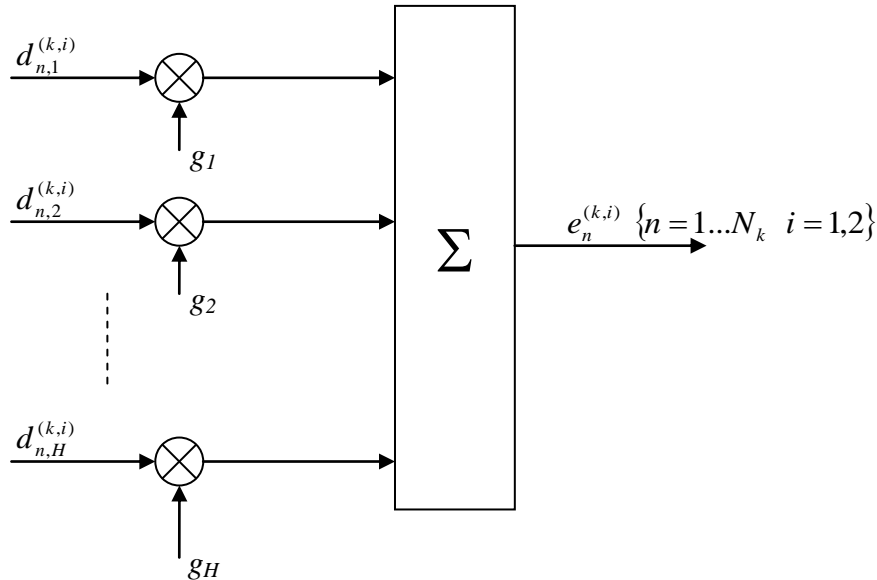 d_{n,1}^{(k,i)}
g_1
d_{n,2}^{(k,i)}
g_2
Σ
e_n^{(k,i)} {n = 1...N_k i = 1,2}
d_{n,H}^{(k,i)}
g_H